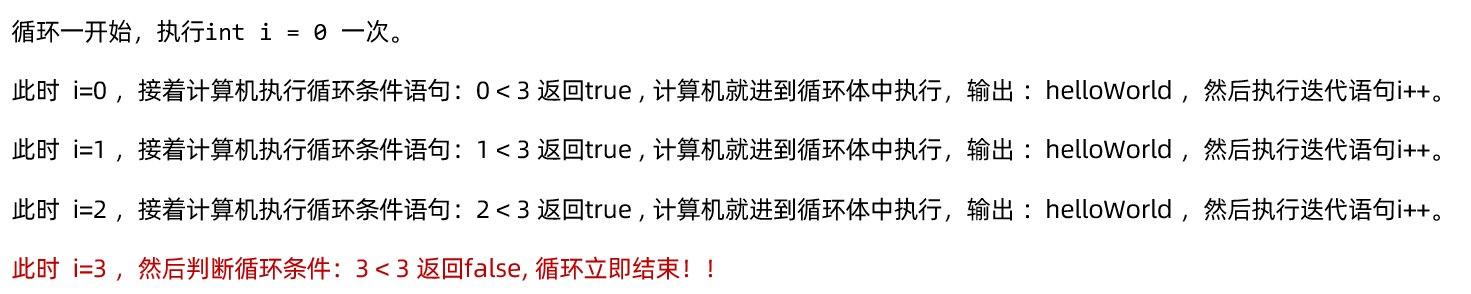 循环一开始，执行int i = 0 一次。
此时 i=0 ，接着计算机执行循环条件语句：0 < 3 返回true , 计算机就进到循环体中执行，输出 ：helloWorld ，然后执行迭代语句i++。
此时 i=1 ，接着计算机执行循环条件语句：1 < 3 返回true , 计算机就进到循环体中执行，输出 ：helloWorld ，然后执行迭代语句i++。
此时 i=2 ，接着计算机执行循环条件语句：2 < 3 返回true , 计算机就进到循环体中执行，输出 ：helloWorld ，然后执行迭代语句i++。
此时 i=3 ，然后判断循环条件：3 < 3 返回false, 循环立即结束！！